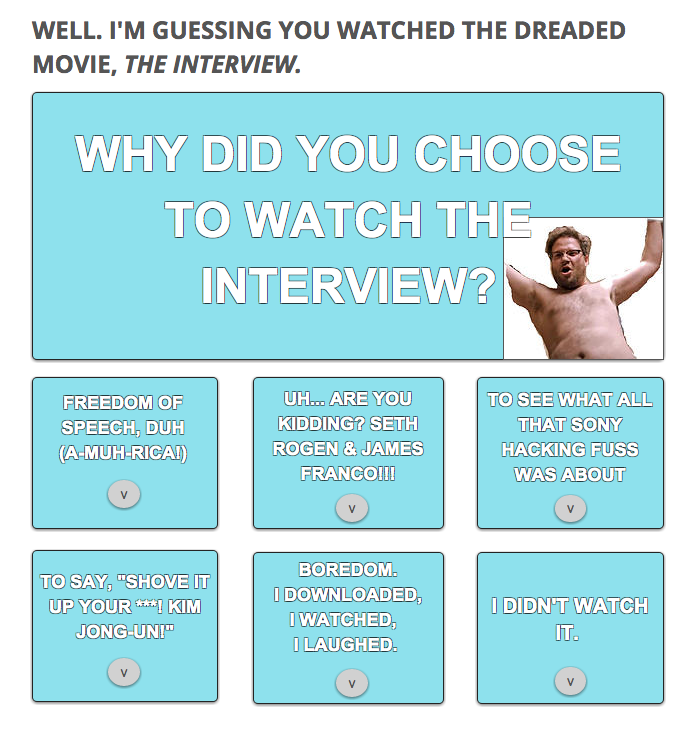 WELL. I'M GUESSING YOU WATCHED THE DREADED
MOVIE, THE INTERVIEW.
WHY DID YOU CHOOSE
TO WATCH THE
INTERVIEW?
FREEDOM OF
SPEECH, DUH
(A-MUH-RICA!)
V
UH... ARE YOU
KIDDING? SETH
ROGEN & JAMES
FRANCO!!!
V
TO SEE WHAT ALL
THAT SONY
HACKING FUSS
WAS ABOUT
V
TO SAY, "SHOVE IT
UP YOUR ***! KIM
JONG-UN!"
V
BOREDOM.
I DOWNLOADED,
I WATCHED,
I LAUGHED.
V
I DIDN'T WATCH
IT.
V